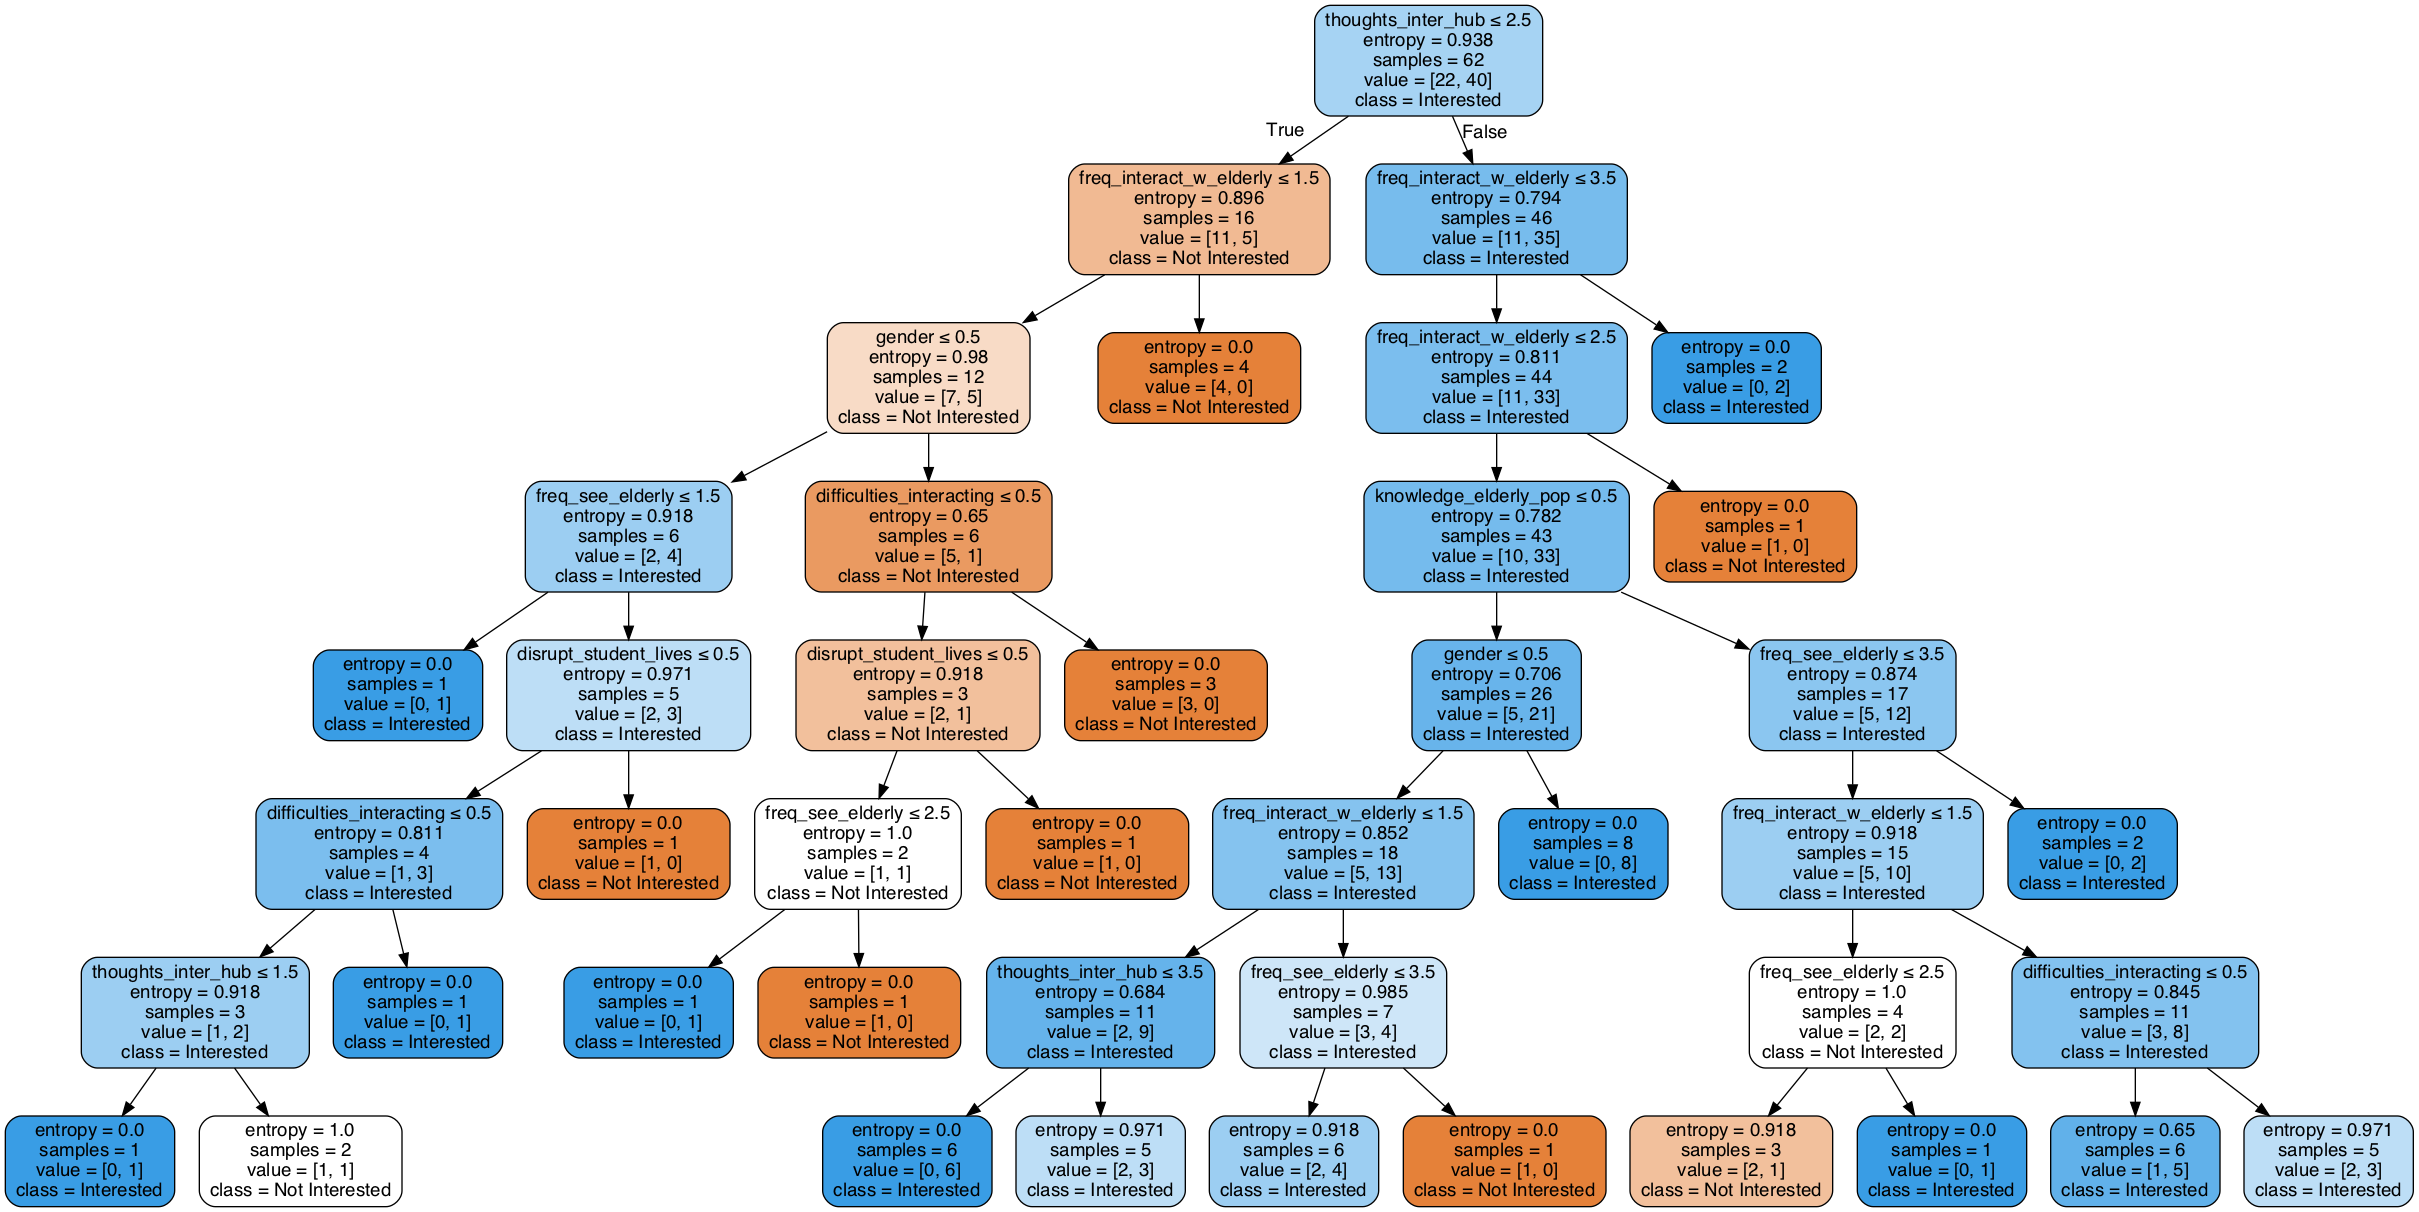 thoughts_inter_hub ≤ 2.5
entropy = 0.938
samples = 62
value = [22, 40]
class = Interested
True
False
freq_interact_w_elderly ≤ 1.5
entropy = 0.896
samples = 16
value = [11, 5]
class = Not Interested
freq_interact_w_elderly ≤ 3.5
entropy = 0.794
samples = 46
value = [11, 35]
class = Interested
gender ≤ 0.5
entropy = 0.98
samples = 12
value = [7, 5]
class = Not Interested
entropy = 0.0
samples = 4
value = [4, 0]
class = Not Interested
freq_interact_w_elderly ≤ 2.5
entropy = 0.811
samples = 44
value = [11, 33]
class = Interested
entropy = 0.0
samples = 2
value = [0, 2]
class = Interested
freq_see_elderly ≤ 1.5
entropy = 0.918
samples = 6
value = [2, 4]
class = Interested
difficulties_interacting ≤ 0.5
entropy = 0.65
samples = 6
value = [5, 1]
class = Not Interested
knowledge_elderly_pop ≤ 0.5
entropy = 0.782
samples = 43
value = [10, 33]
class = Interested
entropy = 0.0
samples = 1
value = [1, 0]
class = Not Interested
entropy = 0.0
samples = 1
value = [0, 1]
class = Interested
disrupt_student_lives ≤ 0.5
entropy = 0.971
samples = 5
value = [2, 3]
class = Interested
disrupt_student_lives ≤ 0.5
entropy = 0.918
samples = 3
value = [2, 1]
class = Not Interested
entropy = 0.0
samples = 3
value = [3, 0]
class = Not Interested
gender ≤ 0.5
entropy = 0.706
samples = 26
value = [5, 21]
class = Interested
freq_see_elderly ≤ 3.5
entropy = 0.874
samples = 17
value = [5, 12]
class = Interested
difficulties_interacting ≤ 0.5
entropy = 0.811
samples = 4
value = [1, 3]
class = Interested
entropy = 0.0
samples = 1
value = [1, 0]
class = Not Interested
freq_see_elderly ≤ 2.5
entropy = 1.0
samples = 2
value = [1, 1]
class = Not Interested
entropy = 0.0
samples = 1
value = [1, 0]
class = Not Interested
freq_interact_w_elderly ≤ 1.5
entropy = 0.852
samples = 18
value = [5, 13]
class = Interested
entropy = 0.0
samples = 8
value = [0, 8]
class = Interested
freq_interact_w_elderly ≤ 1.5
entropy = 0.918
samples = 15
value = [5, 10]
class = Interested
entropy = 0.0
samples = 2
value = [0, 2]
class = Interested
thoughts_inter_hub ≤ 1.5
entropy = 0.918
samples = 3
value = [1, 2]
class = Interested
entropy = 0.0
samples = 1
value = [0, 1]
class = Interested
entropy = 0.0
samples = 1
value = [0, 1]
class = Interested
entropy = 0.0
samples = 1
value = [1, 0]
class = Not Interested
thoughts_inter_hub ≤ 3.5
entropy = 0.684
samples = 11
value = [2, 9]
class = Interested
freq_see_elderly ≤ 3.5
entropy = 0.985
samples = 7
value = [3, 4]
class = Interested
freq_see_elderly ≤ 2.5
entropy = 1.0
samples = 4
value = [2, 2]
class = Not Interested
difficulties_interacting ≤ 0.5
entropy = 0.845
samples = 11
value = [3, 8]
class = Interested
entropy = 0.0
samples = 1
value = [0, 1]
class = Interested
entropy = 1.0
samples = 2
value = [1, 1]
class = Not Interested
entropy = 0.0
samples = 6
value = [0, 6]
class = Interested
entropy = 0.971
samples = 5
value = [2, 3]
class = Interested
entropy = 0.918
samples = 6
value = [2, 4]
class = Interested
entropy = 0.0
samples = 1
value = [1, 0]
class = Not Interested
entropy = 0.918
samples = 3
value = [2, 1]
class = Not Interested
entropy = 0.0
samples = 1
value = [0, 1]
class = Interested
entropy = 0.65
samples = 6
value = [1, 5]
class = Interested
entropy = 0.971
samples = 5
value = [2, 3]
class = Interested